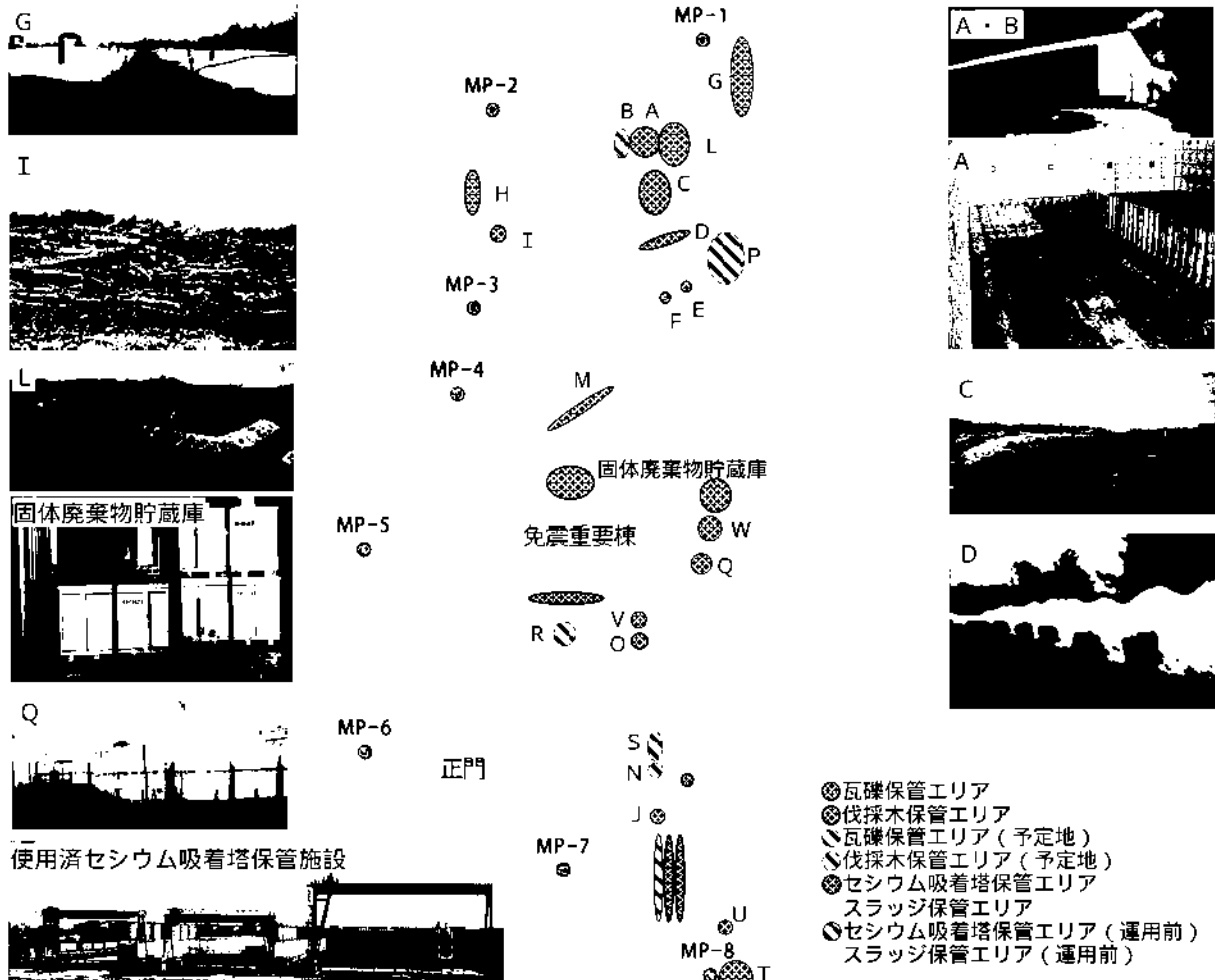 G
MP-1
A・B
G
MP-2
B A
L
I
A
H
C
I
D
P
MP-3
E
F
L
MP-4
M
C
固体廃棄物貯蔵庫
固体廃棄物貯蔵庫
MP-5
免震重要棟
W
Q
D
V
R
O
Q
MP-6
正門
S
N
J
使用済セシウム吸着塔保管施設
MP-7
U
MP-8
T
瓦礫保管エリア
伐採木保管エリア
瓦礫保管エリア(予定地)
伐採木保管エリア(予定地)
セシウム吸着塔保管エリア
スラッジ保管エリア
セシウム吸着塔保管エリア(運用前)
スラッジ保管エリア(運用前)